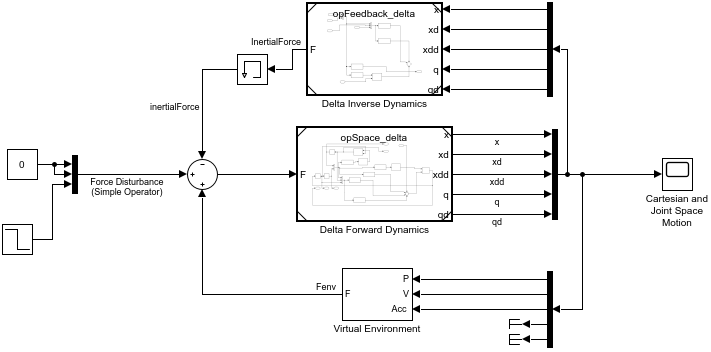 opFeedback_delta
x
xd
xdd
q
qd
F
InertialForce
Delta Inverse Dynamics
inertialForce
opSpace_delta
F
x
xd
xdd
q
qd
x
xd
xdd
q
qd
Delta Forward Dynamics
0
Force Disturbance
(Simple Operator)
Cartesian and
Joint Space
Motion
Fenv
F
P
V
Acc
Virtual Environment